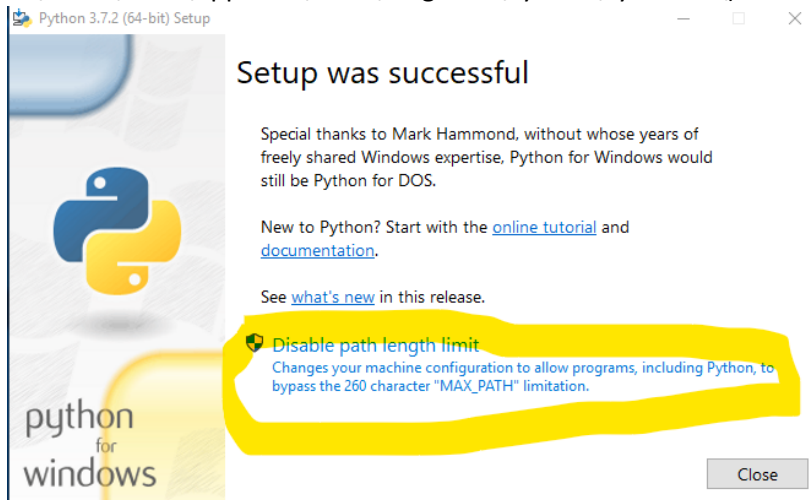 Python 3.7.2 (64-bit) Setup
Setup was successful
Special thanks to Mark Hammond, without whose years of
freely shared Windows expertise, Python for Windows would
still be Python for DOS.
New to Python? Start with the online tutorial and
documentation.
See what's new in this release.
Disable path length limit
Changes your machine configuration to allow programs, including Python, to
bypass the 260 character "MAX_PATH" limitation.
python
for
windows
Close